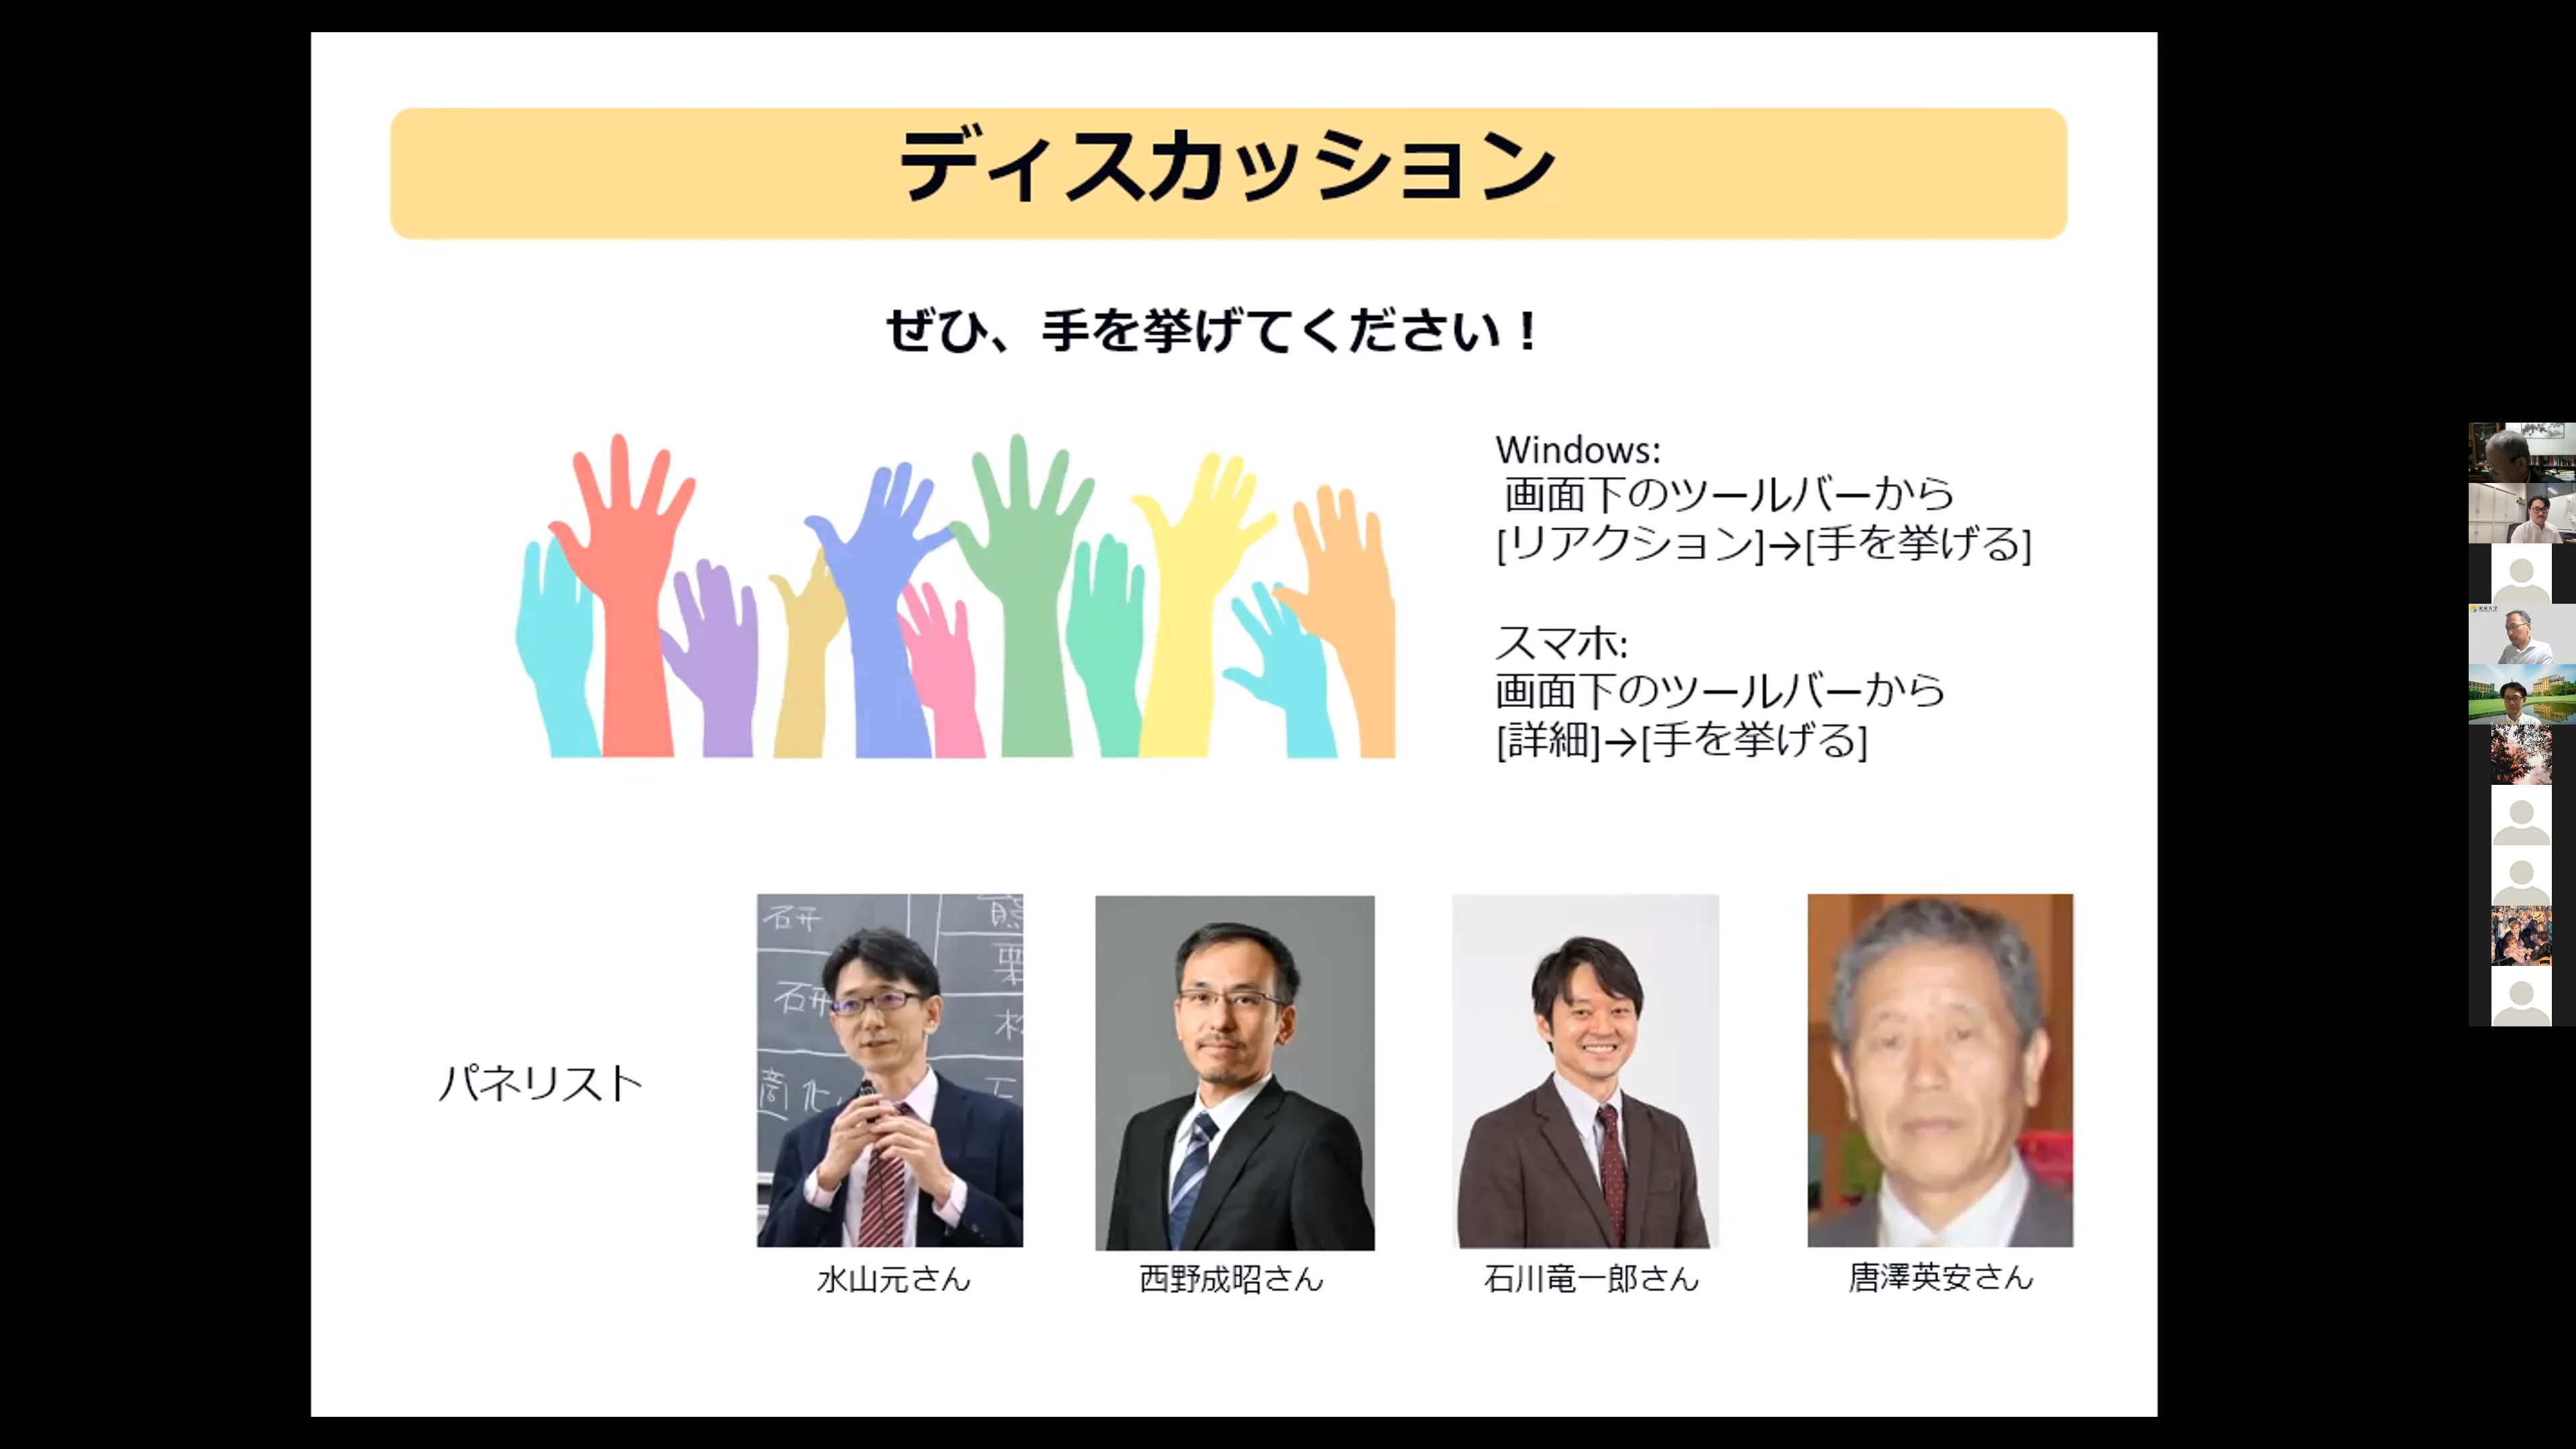 ディスカッション
ぜひ、手を挙げてください！
Windows:
画面下のツールバーから
[リアクション]→[手を挙げる]
スマホ:
画面下のツールバーから
[詳細]→[手を挙げる]
パネリスト
石研
石研
水山元さん
西野成昭さん
石川竜一郎さん
唐澤英安さん